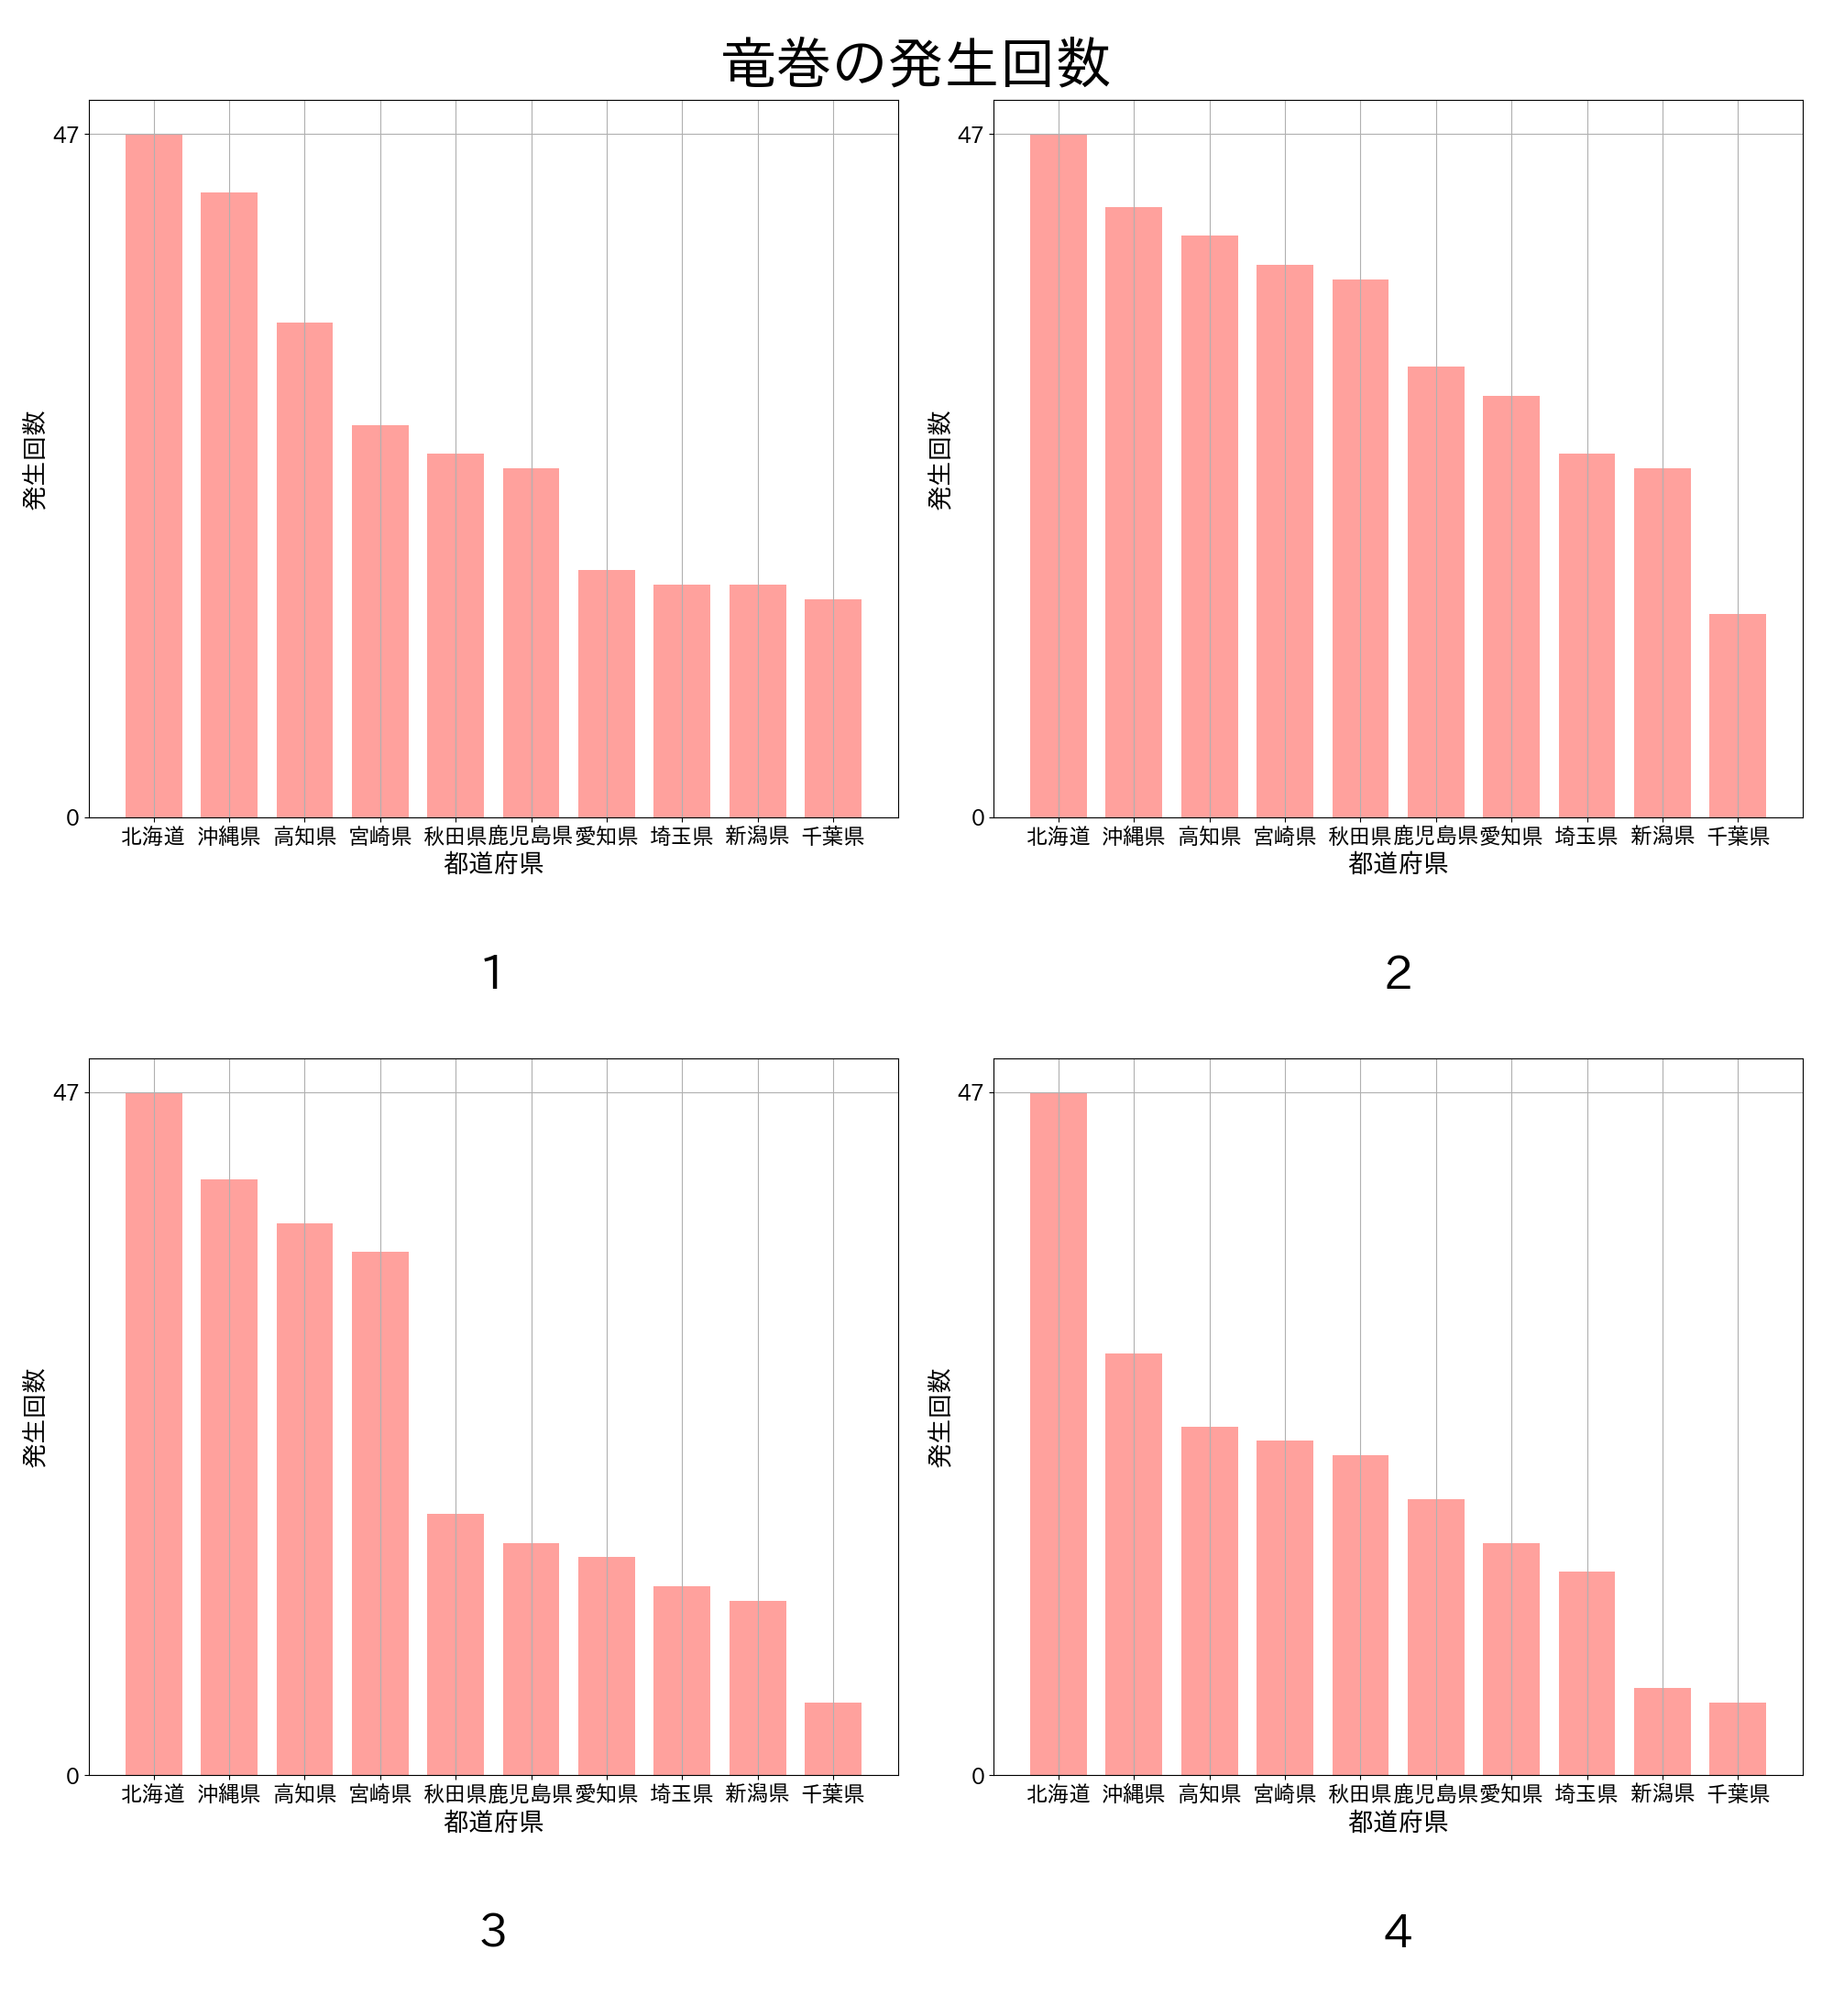 竜巻の発生回数
47
0
発生回数
北海道 沖縄県 高知県 宮崎県 秋田県 鹿児島県 愛知県 埼玉県 新潟県 千葉県
都道府県
1
47
0
発生回数
北海道 沖縄県 高知県 宮崎県 秋田県 鹿児島県 愛知県 埼玉県 新潟県 千葉県
都道府県
2
47
0
発生回数
北海道 沖縄県 高知県 宮崎県 秋田県 鹿児島県 愛知県 埼玉県 新潟県 千葉県
都道府県
3
47
0
発生回数
北海道 沖縄県 高知県 宮崎県 秋田県 鹿児島県 愛知県 埼玉県 新潟県 千葉県
都道府県
4